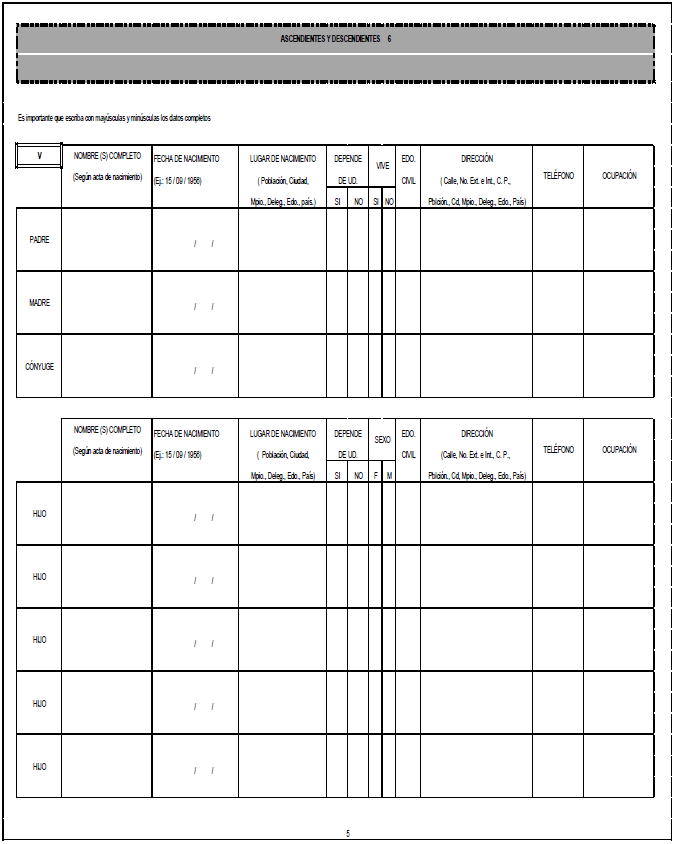 ASCENDIENTES Y DESCENDIENTES 6
Es importante que escriba con mayúsculas y minúsculas los datos completos
V
NOMBRE (S) COMPLETO
(Según acta de nacimiento)
FECHA DE NACIMIENTO
(Ej.: 15 / 09 / 1956)
LUGAR DE NACIMIENTO
( Población, Ciudad,
Mpio., Deleg., Edo., país.)
DEPENDE
DE UD.
SI NO
VIVE
SI NO
EDO.
CIVIL
DIRECCIÓN
( Calle, No. Ext. e Int., C. P.,
Pblción., Cd, Mpio., Deleg., Edo., País)
TELÉFONO
OCUPACIÓN
PADRE / /
MADRE / /
CÓNYUGE / /
NOMBRE (S) COMPLETO
(Según acta de nacimiento)
FECHA DE NACIMIENTO
(Ej.: 15 / 09 / 1956)
LUGAR DE NACIMIENTO
( Población, Ciudad,
Mpio., Deleg., Edo., País)
DEPENDE
DE UD.
SI NO
SEXO
F M
EDO.
CIVIL
DIRECCIÓN
(Calle, No. Ext. e Int., C. P.,
Pblción., Cd, Mpio., Deleg., Edo., País)
TELÉFONO
OCUPACIÓN
HIJO / /
HIJO / /
HIJO / /
HIJO / /
HIJO / /
5